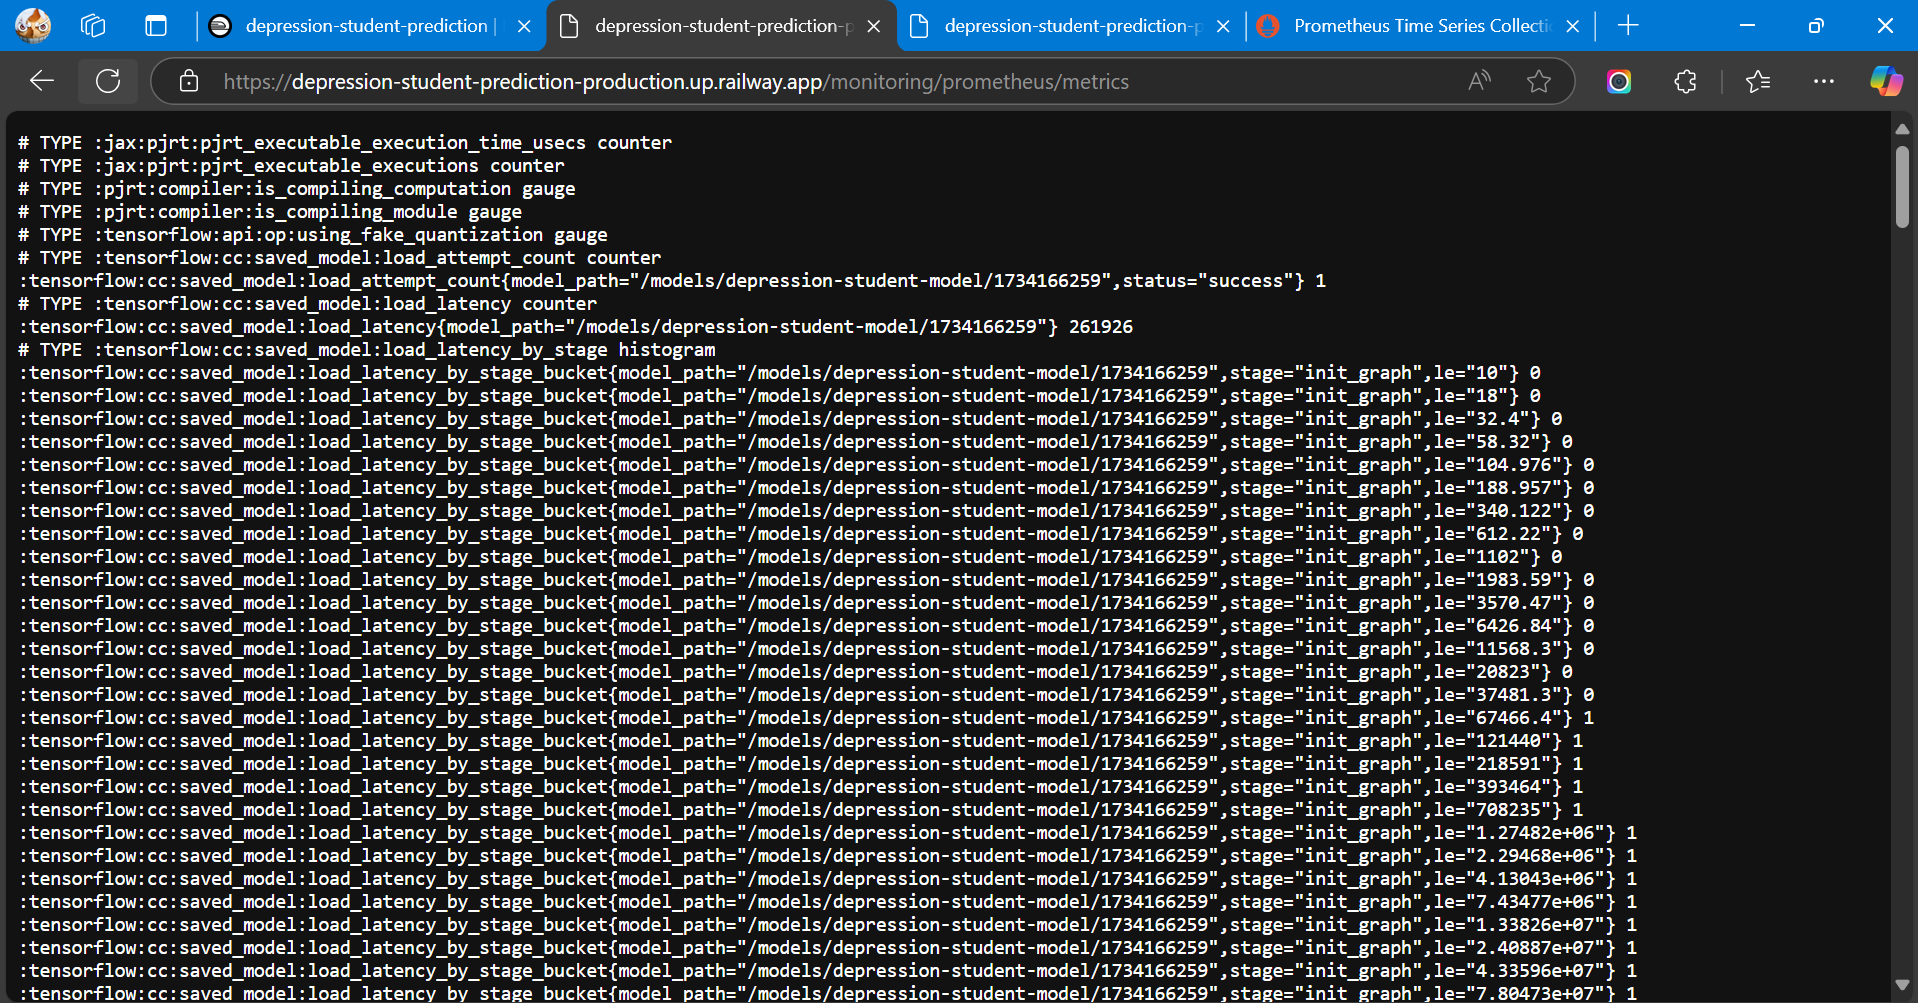 depression-student-prediction |
depression-student-prediction-p
depression-student-prediction-p
Prometheus Time Series Collectio
https://depression-student-prediction-production.up.railway.app/monitoring/prometheus/metrics
# TYPE :jax:pjrt:pjrt_executable_execution_time_usecs counter
# TYPE :jax:pjrt:pjrt_executable_executions counter
# TYPE :pjrt:compiler:is_compiling_computation gauge
# TYPE :pjrt:compiler:is_compiling_module gauge
# TYPE :tensorflow:api:op:using_fake_quantization gauge
# TYPE :tensorflow:cc:saved_model:load_attempt_count counter
:tensorflow:cc:saved_model:load_attempt_count{model_path="/models/depression-student-model/1734166259",status="success"} 1
# TYPE :tensorflow:cc:saved_model:load_latency counter
:tensorflow:cc:saved_model:load_latency{model_path="/models/depression-student-model/1734166259"} 261926
# TYPE :tensorflow:cc:saved_model:load_latency_by_stage histogram
:tensorflow:cc:saved_model:load_latency_by_stage_bucket{model_path="/models/depression-student-model/1734166259",stage="init_graph",le="10"} 0
:tensorflow:cc:saved_model:load_latency_by_stage_bucket{model_path="/models/depression-student-model/1734166259",stage="init_graph",le="18"} 0
:tensorflow:cc:saved_model:load_latency_by_stage_bucket{model_path="/models/depression-student-model/1734166259",stage="init_graph",le="32.4"} 0
:tensorflow:cc:saved_model:load_latency_by_stage_bucket{model_path="/models/depression-student-model/1734166259",stage="init_graph",le="58.32"} 0
:tensorflow:cc:saved_model:load_latency_by_stage_bucket{model_path="/models/depression-student-model/1734166259",stage="init_graph",le="104.976"} 0
:tensorflow:cc:saved_model:load_latency_by_stage_bucket{model_path="/models/depression-student-model/1734166259",stage="init_graph",le="188.957"} 0
:tensorflow:cc:saved_model:load_latency_by_stage_bucket{model_path="/models/depression-student-model/1734166259",stage="init_graph",le="340.122"} 0
:tensorflow:cc:saved_model:load_latency_by_stage_bucket{model_path="/models/depression-student-model/1734166259",stage="init_graph",le="612.22"} 0
:tensorflow:cc:saved_model:load_latency_by_stage_bucket{model_path="/models/depression-student-model/1734166259",stage="init_graph",le="1102"} 0
:tensorflow:cc:saved_model:load_latency_by_stage_bucket{model_path="/models/depression-student-model/1734166259",stage="init_graph",le="1983.59"} 0
:tensorflow:cc:saved_model:load_latency_by_stage_bucket{model_path="/models/depression-student-model/1734166259",stage="init_graph",le="3570.47"} 0
:tensorflow:cc:saved_model:load_latency_by_stage_bucket{model_path="/models/depression-student-model/1734166259",stage="init_graph",le="6426.84"} 0
:tensorflow:cc:saved_model:load_latency_by_stage_bucket{model_path="/models/depression-student-model/1734166259",stage="init_graph",le="11568.3"} 0
:tensorflow:cc:saved_model:load_latency_by_stage_bucket{model_path="/models/depression-student-model/1734166259",stage="init_graph",le="20823"} 0
:tensorflow:cc:saved_model:load_latency_by_stage_bucket{model_path="/models/depression-student-model/1734166259",stage="init_graph",le="37481.3"} 0
:tensorflow:cc:saved_model:load_latency_by_stage_bucket{model_path="/models/depression-student-model/1734166259",stage="init_graph",le="67466.4"} 1
:tensorflow:cc:saved_model:load_latency_by_stage_bucket{model_path="/models/depression-student-model/1734166259",stage="init_graph",le="121440"} 1
:tensorflow:cc:saved_model:load_latency_by_stage_bucket{model_path="/models/depression-student-model/1734166259",stage="init_graph",le="218591"} 1
:tensorflow:cc:saved_model:load_latency_by_stage_bucket{model_path="/models/depression-student-model/1734166259",stage="init_graph",le="393464"} 1
:tensorflow:cc:saved_model:load_latency_by_stage_bucket{model_path="/models/depression-student-model/1734166259",stage="init_graph",le="708235"} 1
:tensorflow:cc:saved_model:load_latency_by_stage_bucket{model_path="/models/depression-student-model/1734166259",stage="init_graph",le="1.27482e+06"} 1
:tensorflow:cc:saved_model:load_latency_by_stage_bucket{model_path="/models/depression-student-model/1734166259",stage="init_graph",le="2.29468e+06"} 1
:tensorflow:cc:saved_model:load_latency_by_stage_bucket{model_path="/models/depression-student-model/1734166259",stage="init_graph",le="4.13043e+06"} 1
:tensorflow:cc:saved_model:load_latency_by_stage_bucket{model_path="/models/depression-student-model/1734166259",stage="init_graph",le="7.43477e+06"} 1
:tensorflow:cc:saved_model:load_latency_by_stage_bucket{model_path="/models/depression-student-model/1734166259",stage="init_graph",le="1.33826e+07"} 1
:tensorflow:cc:saved_model:load_latency_by_stage_bucket{model_path="/models/depression-student-model/1734166259",stage="init_graph",le="2.40887e+07"} 1
:tensorflow:cc:saved_model:load_latency_by_stage_bucket{model_path="/models/depression-student-model/1734166259",stage="init_graph",le="4.33596e+07"} 1
:tensorflow:cc:saved_model:load_latency_by_stage_bucket{model_path="/models/depression-student-model/1734166259",stage="init_graph",le="7.80473e+07"} 1